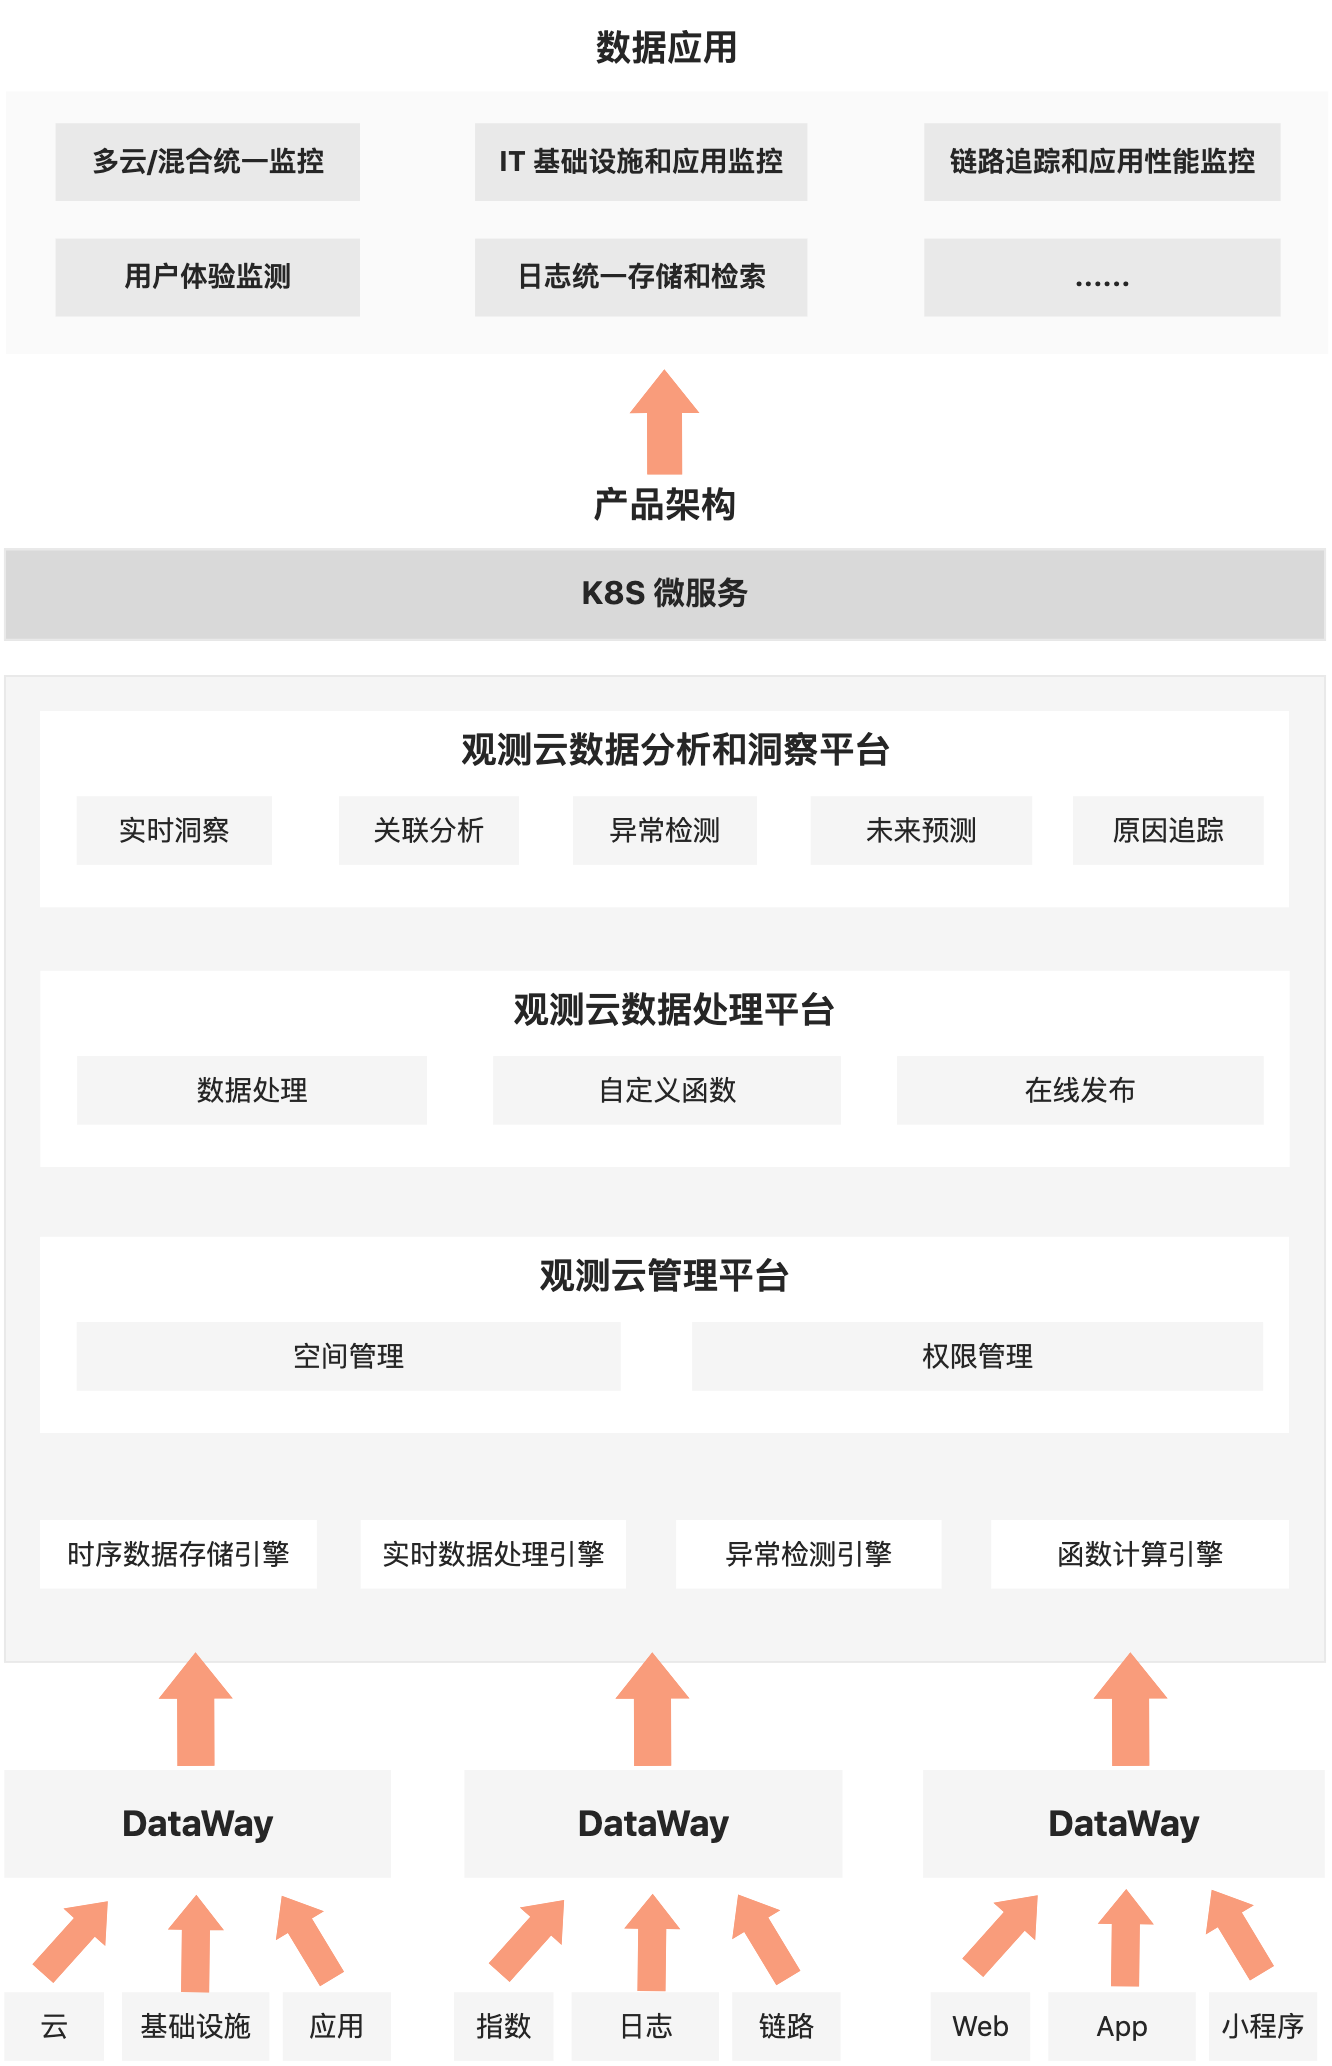 数据应用
多云/混合统一监控
IT 基础设施和应用监控
链路追踪和应用性能监控
用户体验监测
日志统一存储和检索
......
产品架构
K8S 微服务
观测云数据分析和洞察平台
实时洞察
关联分析
异常检测
未来预测
原因追踪
观测云数据处理平台
数据处理
自定义函数
在线发布
观测云管理平台
空间管理
权限管理
时序数据存储引擎
实时数据处理引擎
异常检测引擎
函数计算引擎
DataWay
DataWay
DataWay
云
基础设施
应用
指数
日志
链路
Web
App
小程序